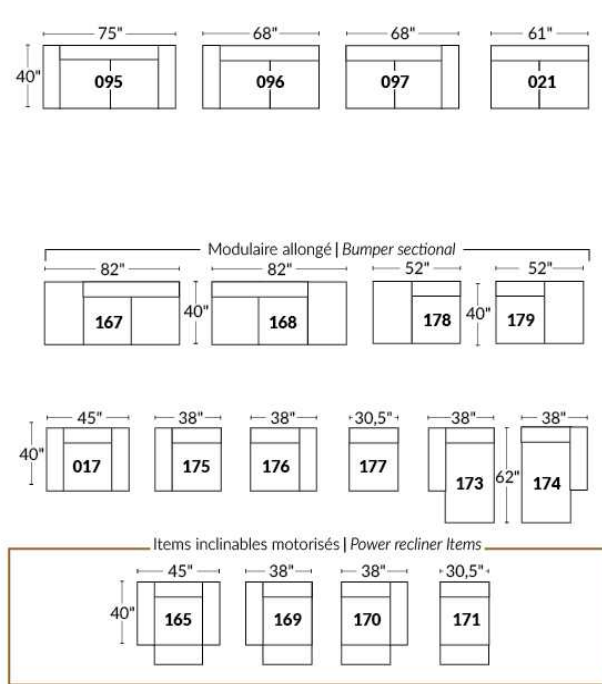 75" 68" 68" 61"
40"
095 096 097 021
Modulaire allongé | Bumper sectional
82" 82" 52" 52"
40" 40"
167 168 178 179
45" 38" 38" 30,5" 38" 38"
40"
017 175 176 177 173 62" 174
Items inclinables motorisés | Power recliner Items
45" 38" 38" 30,5"
40"
165 169 170 171